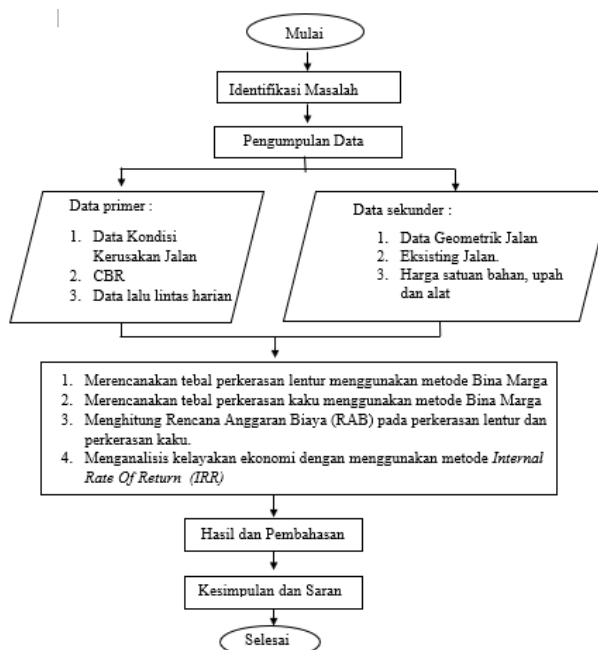 Mulai
Identifikasi Masalah
Pengumpulan Data
Data primer :
1. Data Kondisi
Kerusakan Jalan
2. CBR
3. Data lalu lintas harian
Data sekunder :
1. Data Geometrik Jalan
2. Eksisting Jalan.
3. Harga satuan bahan, upah
dan alat
1. Merencanakan tebal perkerasan lentur menggunakan metode Bina Marga
2. Merencanakan tebal perkerasan kaku menggunakan metode Bina Marga
3. Menghitung Rencana Anggaran Biaya (RAB) pada perkerasan lentur dan
perkerasan kaku.
4. Menganalisis kelayakan ekonomi dengan menggunakan metode Internal
Rate Of Return (IRR)
Hasil dan Pembahasan
Kesimpulan dan Saran
Selesai